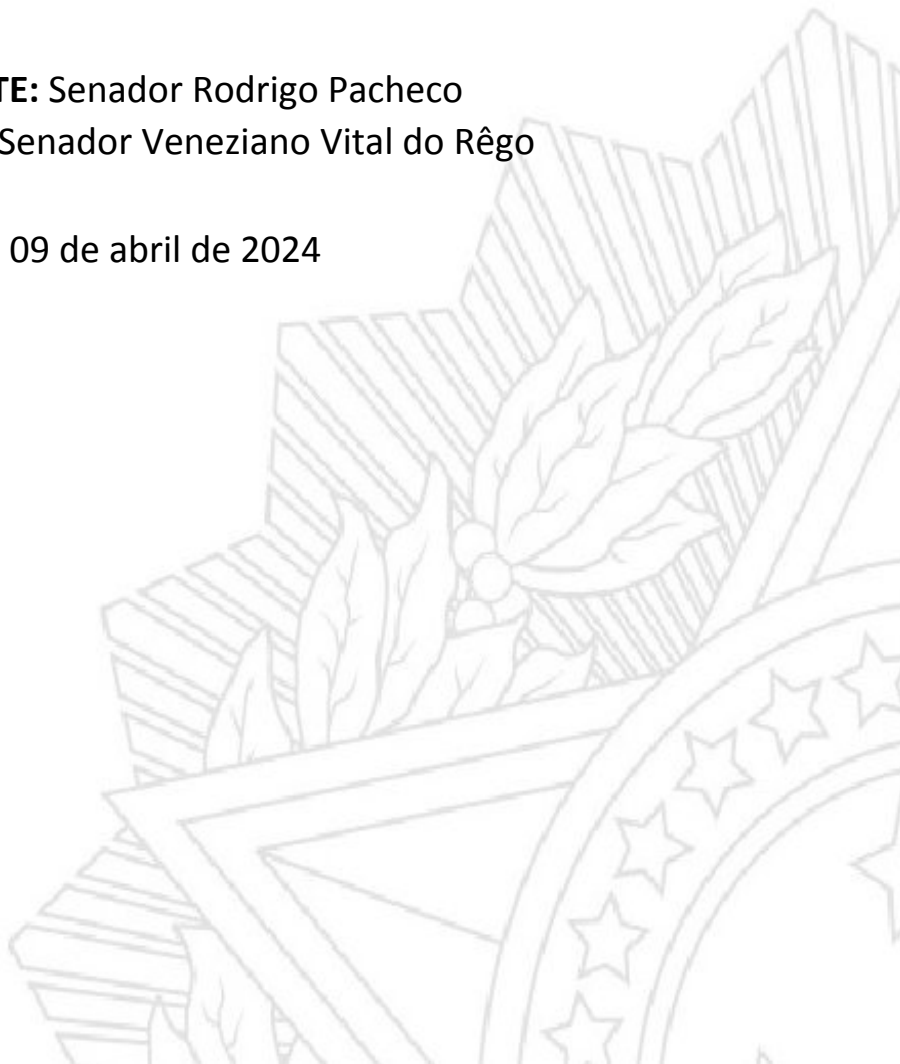 TE: Senador Rodrigo Pacheco
Senador Veneziano Vital do Rêgo
09 de abril de 2024